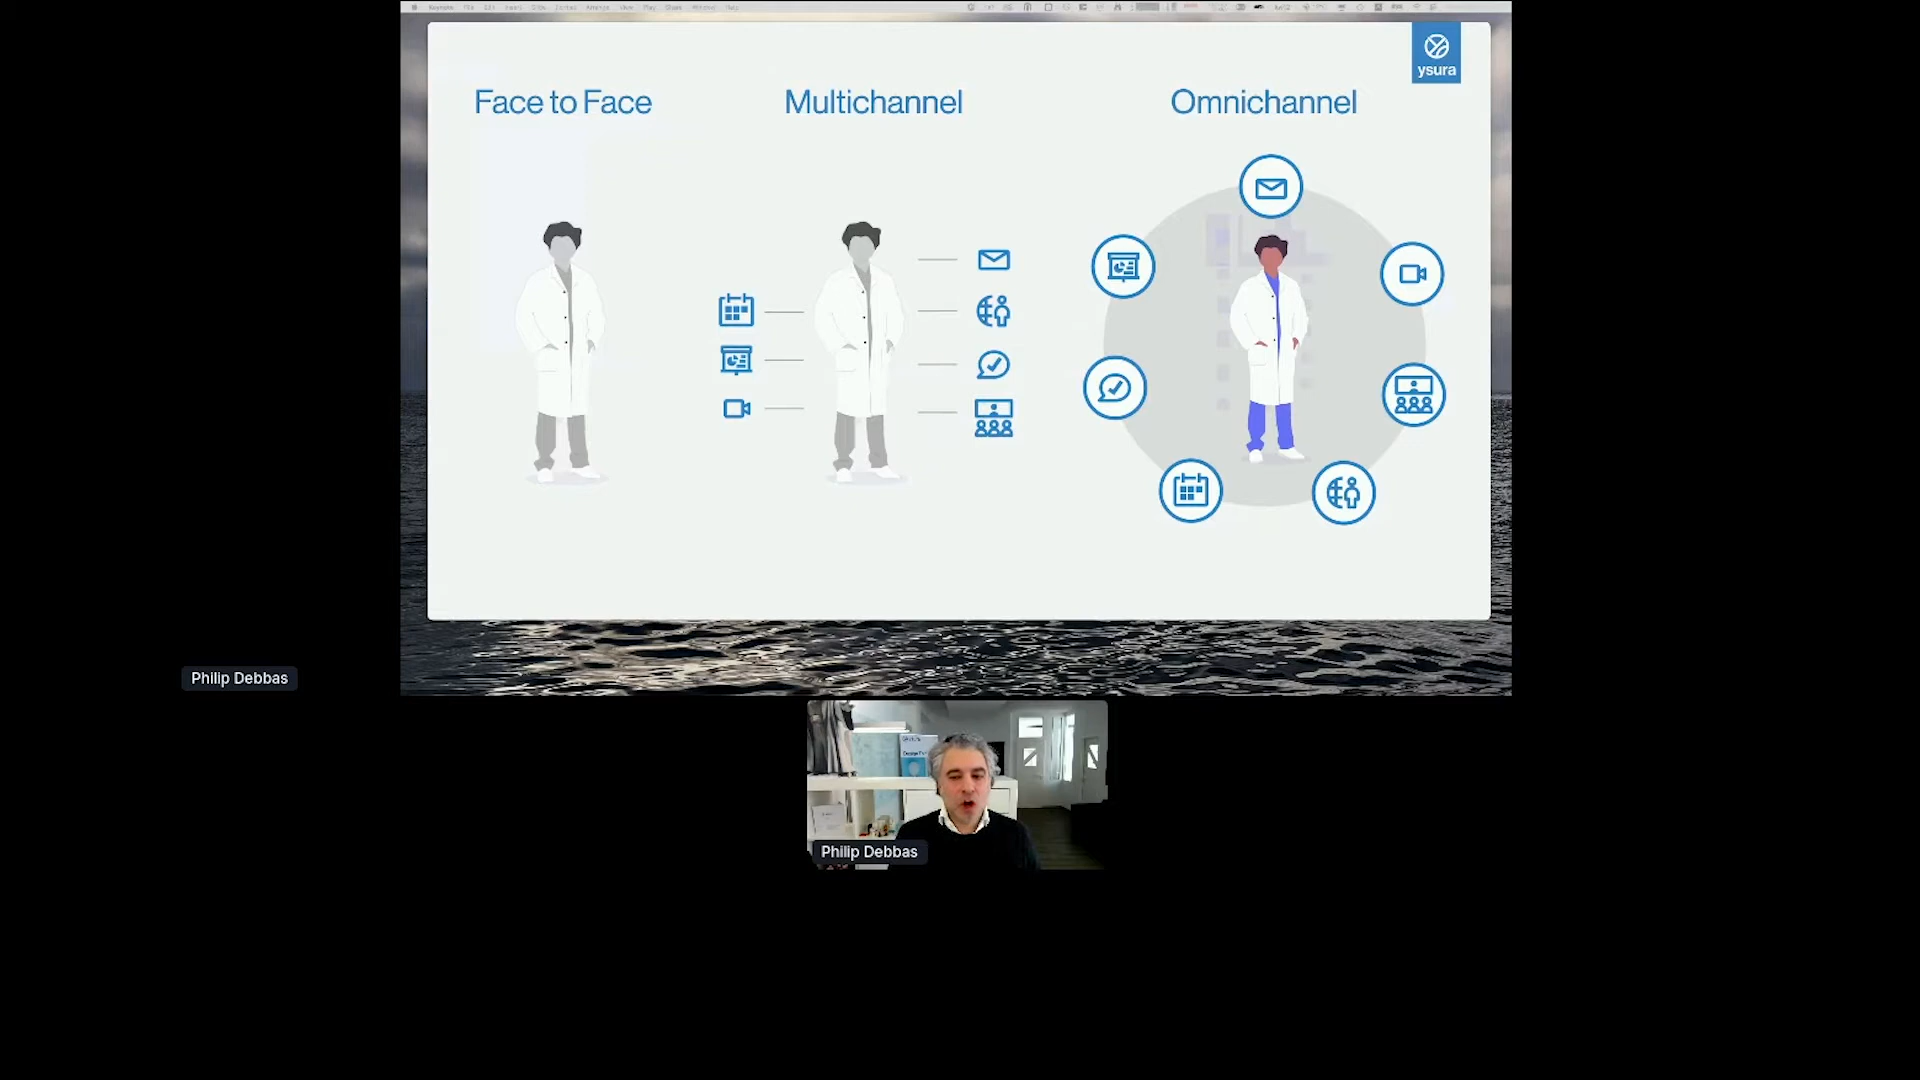 Face to Face
Multichannel
Omnichannel
ysura
Philip Debbas
Philip Debbas